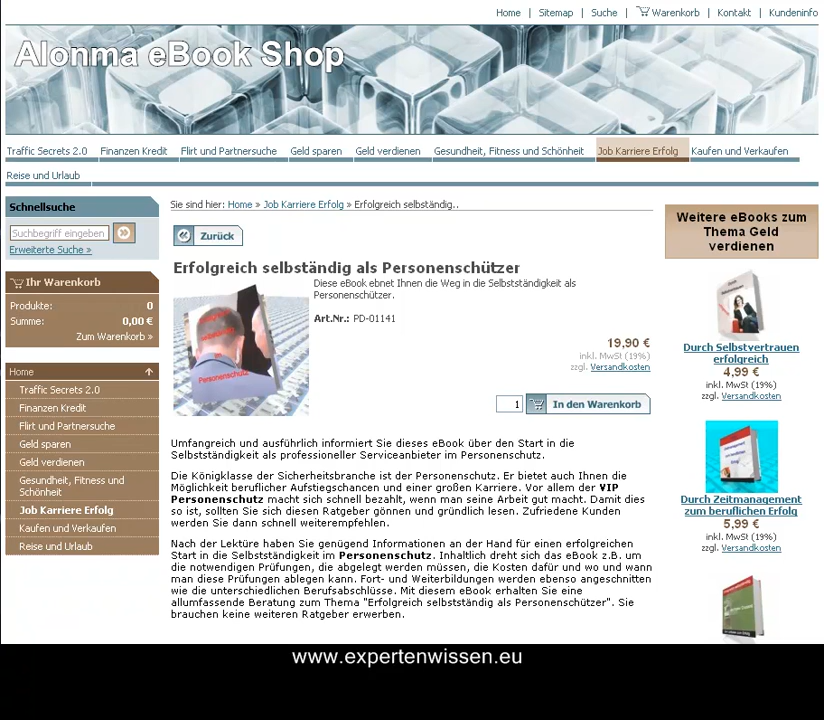 Home | Sitemap | Suche | Warenkorb | Kontakt | Kundeninfo
Alonma eBook Shop
Traffic Secrets 2.0 Finanzen Kredit Flirt und Partnersuche Geld sparen Geld verdienen Gesundheit, Fitness und Schönheit Job Karriere Erfolg Kaufen und Verkaufen
Reise und Urlaub
Schnellsuche
Suchbegriff eingeben
Erweiterte Suche »
Ihr Warenkorb
Produkte: 0
Summe: 0,00 €
Zum Warenkorb »
Home
Traffic Secrets 2.0
Finanzen Kredit
Flirt und Partnersuche
Geld sparen
Geld verdienen
Gesundheit, Fitness und
Schönheit
Job Karriere Erfolg
Kaufen und Verkaufen
Reise und Urlaub
Sie sind hier: Home » Job Karriere Erfolg » Erfolgreich selbständig..
Zurück
Erfolgreich selbständig als Personenschützer
Diese eBook ebnet Ihnen die Weg in die Selbstständigkeit als
Personenschützer.
Art.Nr.: PD-01141
19,90 €
inkl. MwSt (19%)
zzgl. Versandkosten
1 In den Warenkorb
Personenschutz
Umfangreich und ausführlich informiert Sie dieses eBook über den Start in die
Selbstständigkeit als professioneller Serviceanbieter im Personenschutz.
Die Königklasse der Sicherheitsbranche ist der Personenschutz. Er bietet auch Ihnen die
Möglichkeit beruflicher Aufstiegschancen und einer großen Karriere. Vor allem der VIP
Personenschutz macht sich schnell bezahlt, wenn man seine Arbeit gut macht. Damit dies
so ist, sollten Sie sich diesen Ratgeber gönnen und gründlich lesen. Zufriedene Kunden
werden Sie dann schnell weiterempfehlen.
Nach der Lektüre haben Sie genügend Informationen an der Hand für einen erfolgreichen
Start in die Selbstständigkeit im Personenschutz. Inhaltlich dreht sich das eBook z.B. um
die notwendigen Prüfungen, die abgelegt werden müssen, die Kosten dafür und wo und wann
man diese Prüfungen ablegen kann. Fort- und Weiterbildungen werden ebenso angeschnitten
wie die unterschiedlichen Berufsabschlüsse. Mit diesem eBook erhalten Sie eine
allumfassende Beratung zum Thema "Erfolgreich selbstständig als Personenschützer". Sie
brauchen keine weiteren Ratgeber erwerben.
Weitere eBooks zum
Thema Geld
verdienen
Durch Selbstvertrauen
erfolgreich
4,99 €
inkl. MwSt (19%)
zzgl. Versandkosten
Durch Zeitmanagement
zum beruflichen Erfolg
5,99 €
inkl. MwSt (19%)
zzgl. Versandkosten
www.expertenwissen.eu